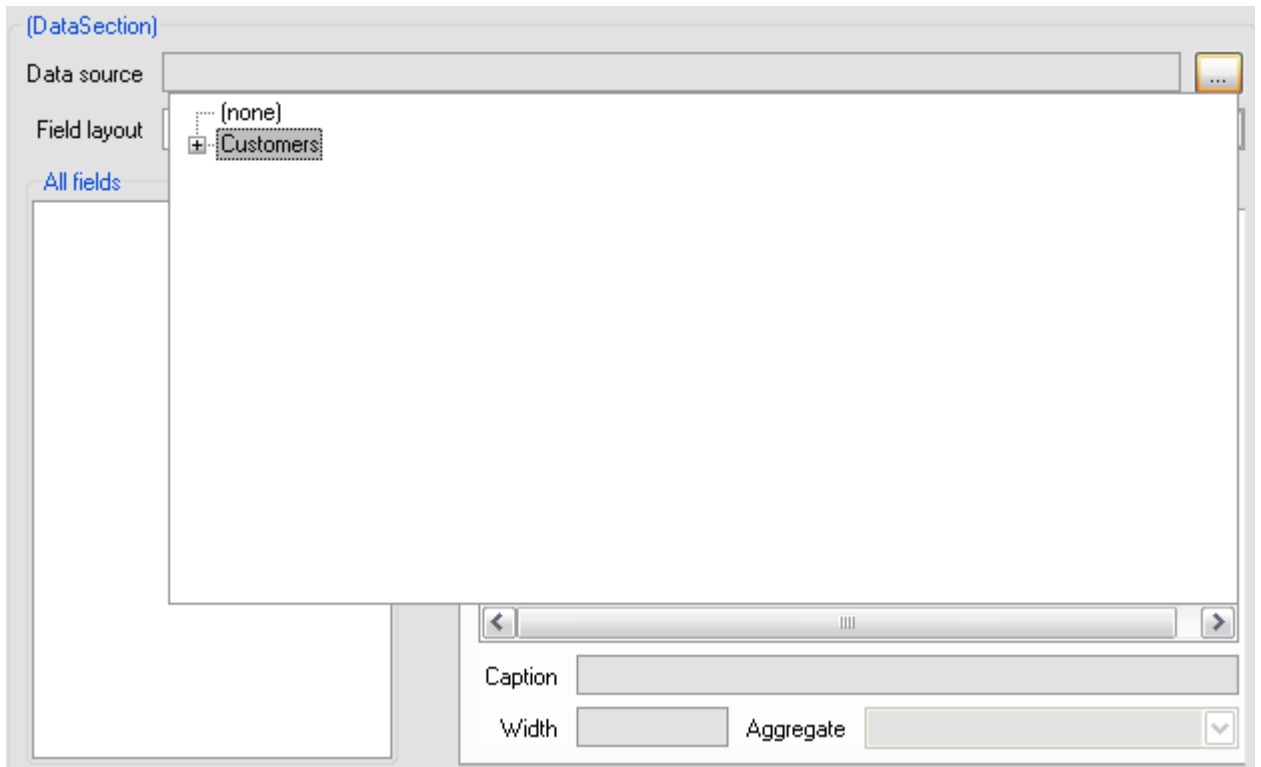 (DataSection)
Data source ...
(none)
Field layout
Customers
All fields
Caption
Width Aggregate